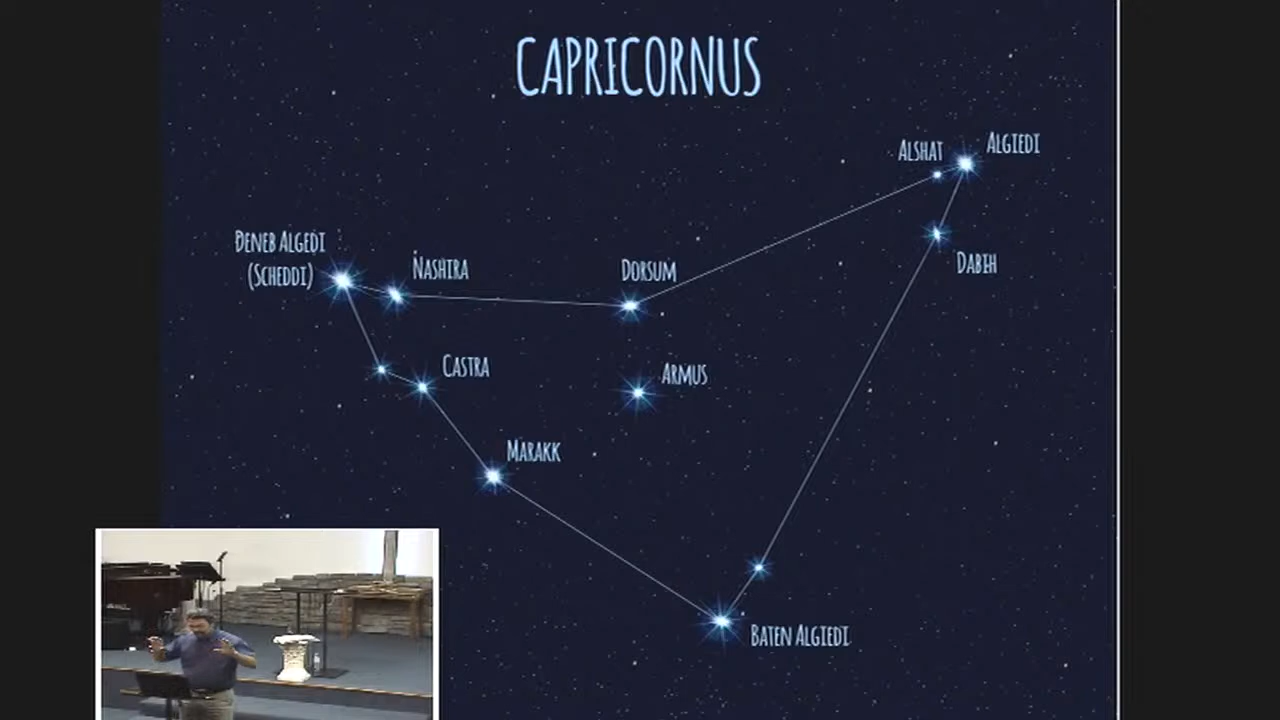 CAPRICORNUS
ALSHAT
ALGIEDI
DENEB ALGEDI
(SCHEDDI)
NASHIRA
DORSUM
DABIH
CASTRA
ARMUS
MARAKK
BATEN ALGIEDI